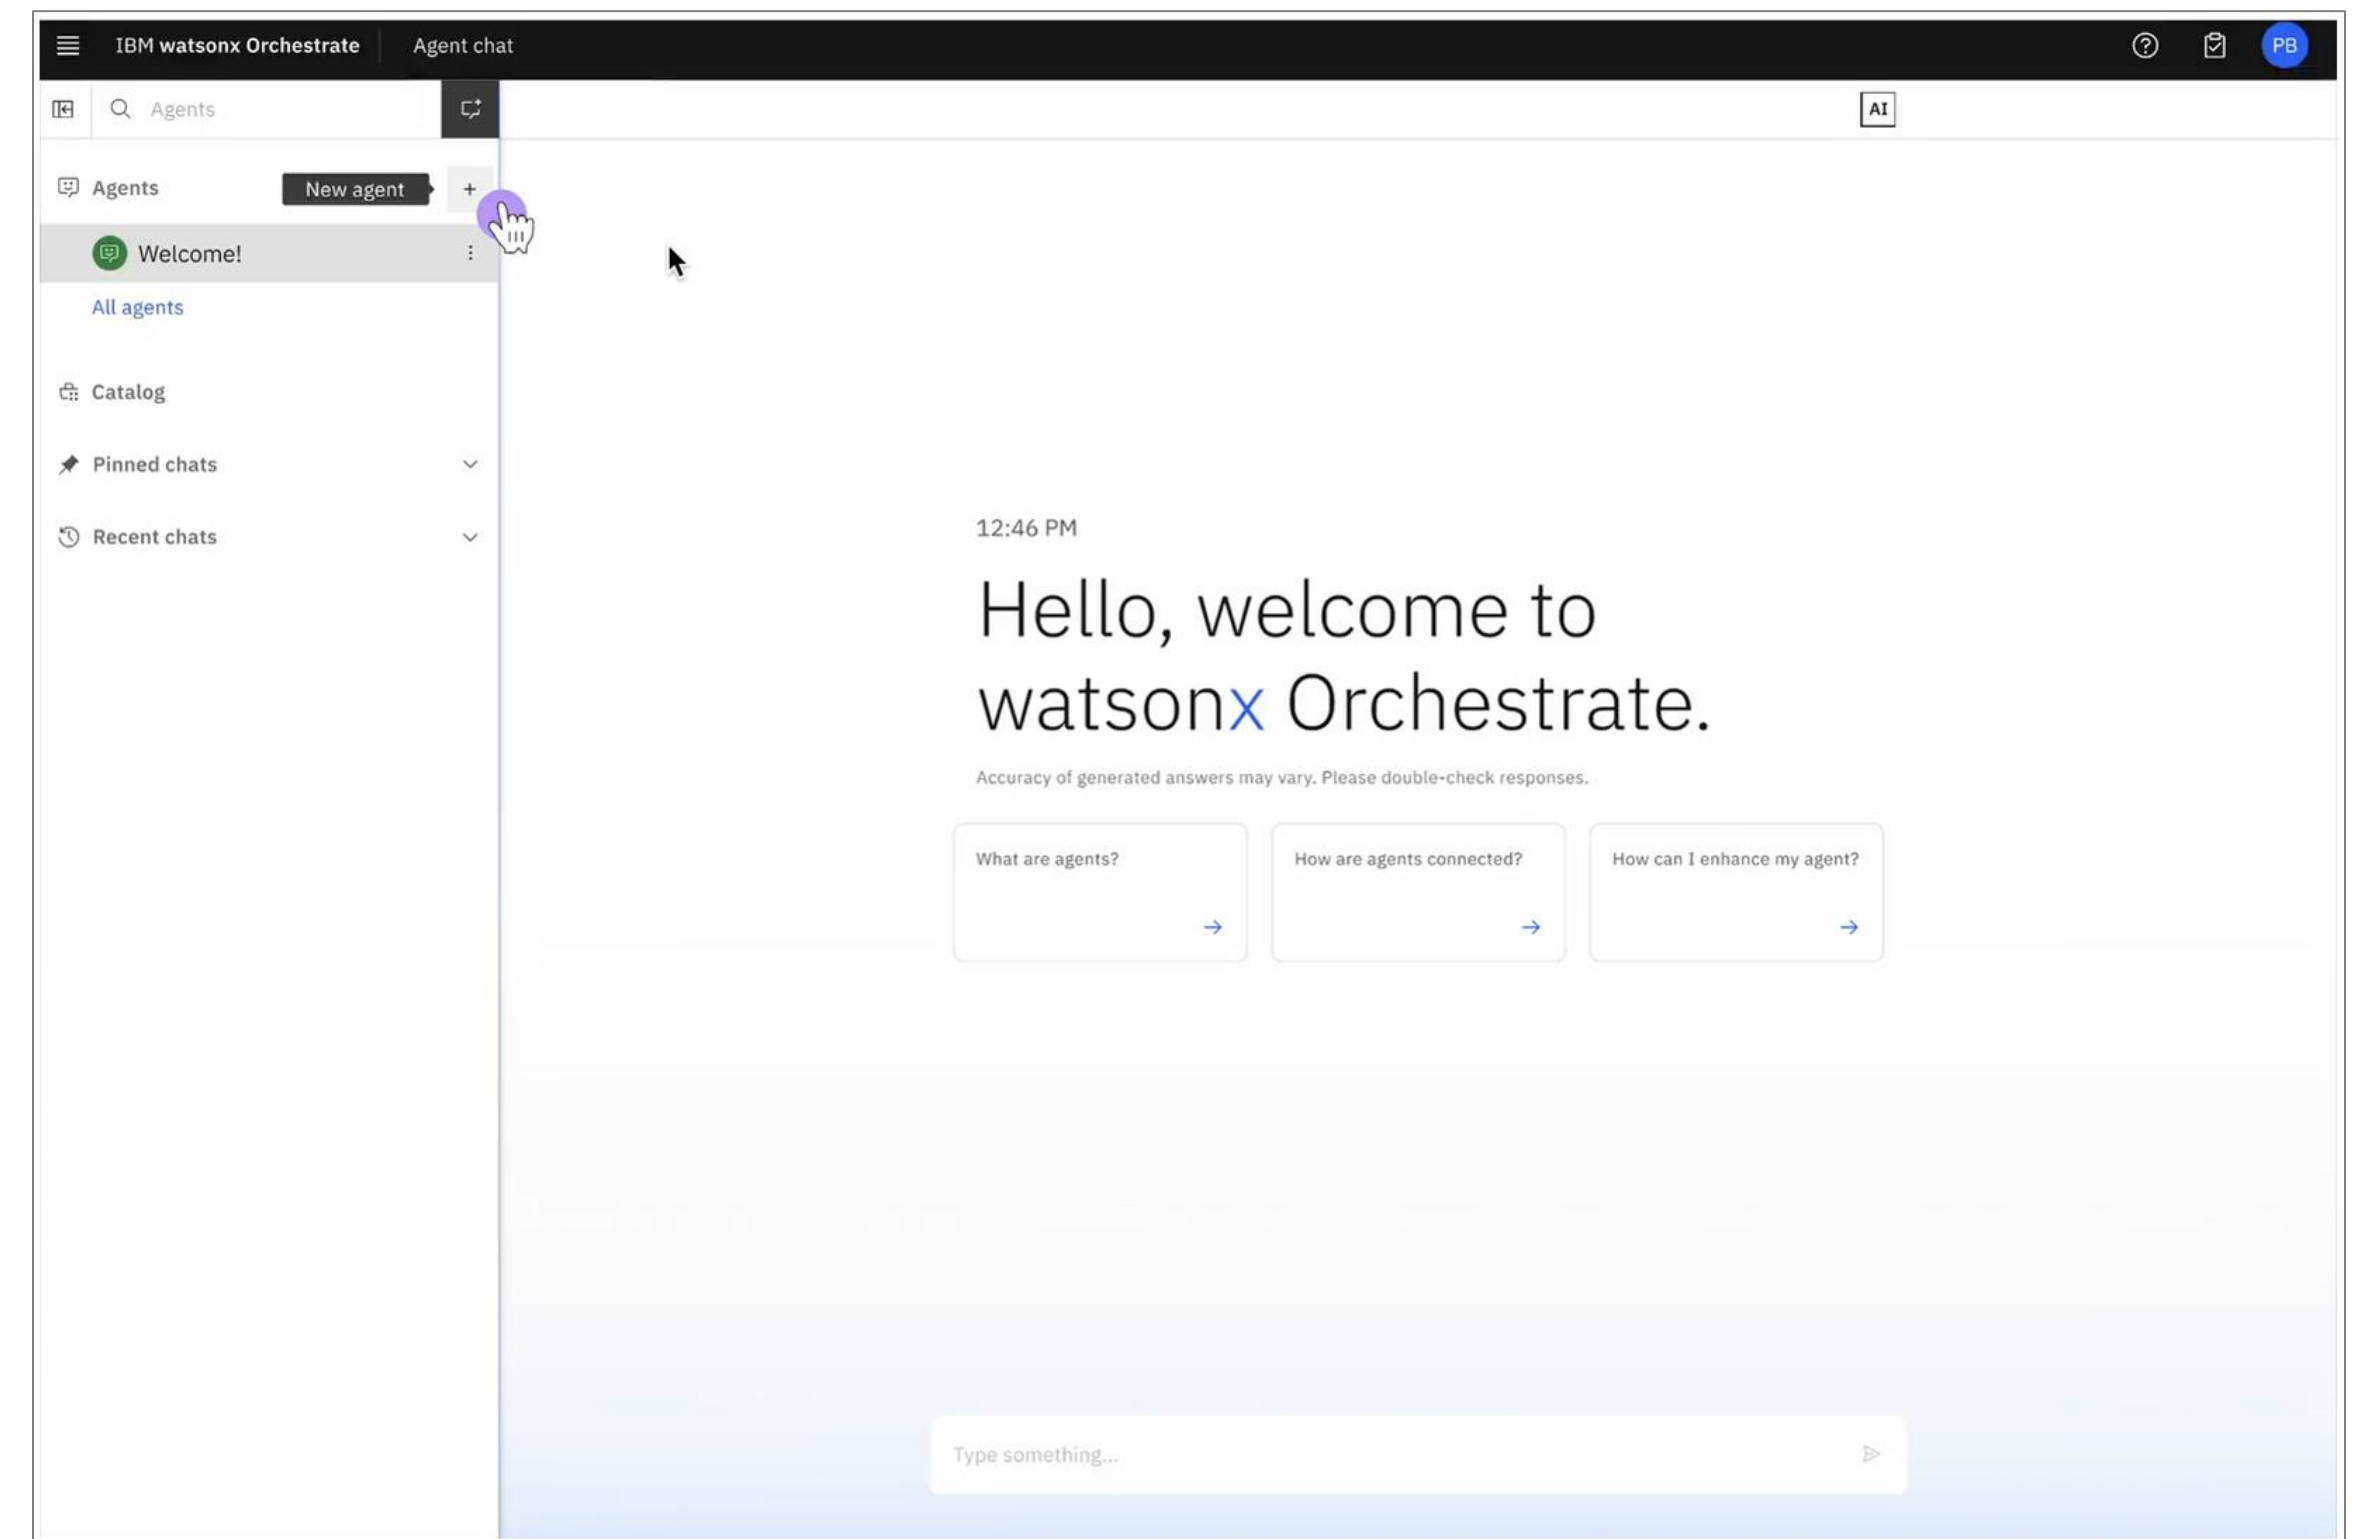 IBM watsonx Orchestrate
Agent chat
PB
Agents
AI
Agents
New agent
Welcome!
All agents
Catalog
Pinned chats
Recent chats
12:46 PM
Hello, welcome to
watsonx Orchestrate.
Accuracy of generated answers may vary. Please double-check responses.
What are agents?
How are agents connected?
How can I enhance my agent?
Type something...